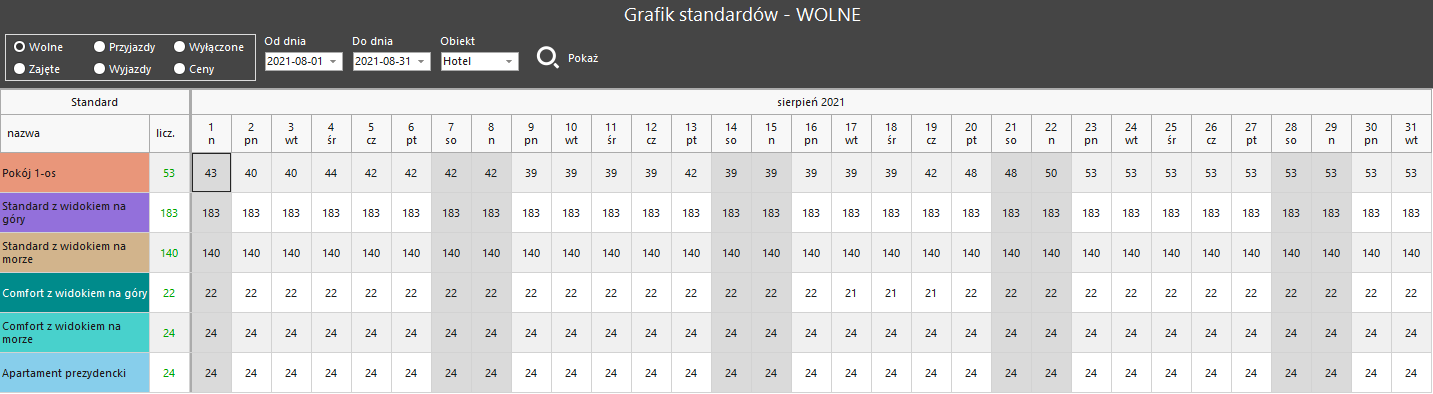 Grafik standardów - WOLNE
Wolne Przyjazdy Wyłączone Od dnia Do dnia Obiekt
Zajęte Wyjazdy Ceny 2021-08-01 2021-08-31 Hotel Pokaż
Standard sierpień 2021
nazwa licz. 1 2 3 4 5 6 7 8 9 10 11 12 13 14 15 16 17 18 19 20 21 22 23 24 25 26 27 28 29 30 31
n pn wt śr cz pt so n pn wt śr cz pt so n pn wt śr cz pt so n pn wt śr cz pt so n pn wt
Pokój 1-os 53 43 40 40 44 42 42 42 42 39 39 39 39 42 39 39 39 39 39 42 48 48 50 53 53 53 53 53 53 53 53 53
Standard z widokiem na
góry 183 183 183 183 183 183 183 183 183 183 183 183 183 183 183 183 183 183 183 183 183 183 183 183 183 183 183 183 183 183 183 183
Standard z widokiem na
morze 140 140 140 140 140 140 140 140 140 140 140 140 140 140 140 140 140 140 140 140 140 140 140 140 140 140 140 140 140 140 140 140
Comfort z widokiem na góry 22 22 22 22 22 22 22 22 22 22 22 22 22 22 22 22 22 21 21 21 22 22 22 22 22 22 22 22 22 22 22 22
Comfort z widokiem na
morze 24 24 24 24 24 24 24 24 24 24 24 24 24 24 24 24 24 24 24 24 24 24 24 24 24 24 24 24 24 24 24 24
Apartament prezydencki 24 24 24 24 24 24 24 24 24 24 24 24 24 24 24 24 24 24 24 24 24 24 24 24 24 24 24 24 24 24 24 24